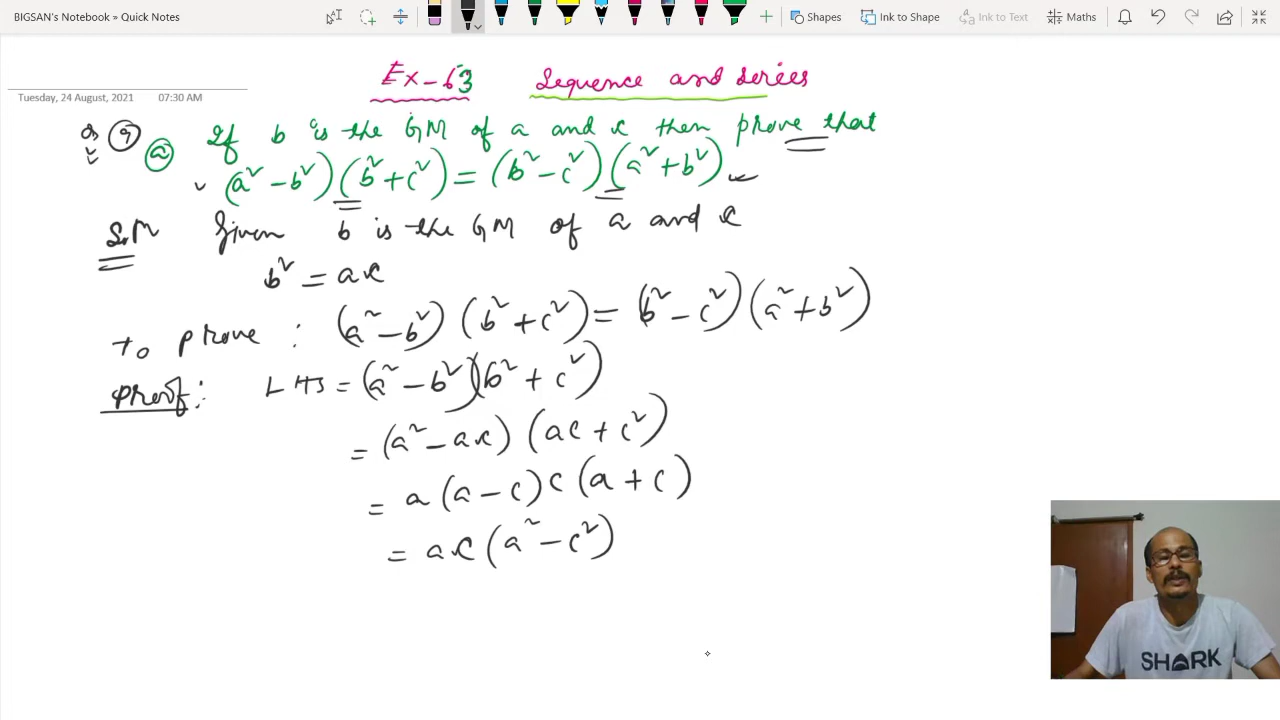 BIGSAN's Notebook » Quick Notes
Shapes Ink to Shape Ink to Text Maths
Ex-6.3 Sequence and series
Tuesday, 24 August, 2021 07:30 AM
Q 9 a If b is the GM of a and c then prove that
(a² - b²)(b² + c²) = (b² - c²)(a² + b²)
Soln Given b is the GM of a and c
b² = ac
To prove : (a² - b²)(b² + c²) = (b² - c²)(a² + b²)
Proof: LHS = (a² - b²)(b² + c²)
= (a² - ac)(ac + c²)
= a(a - c)c(a + c)
= ac(a² - c²)
SHARK